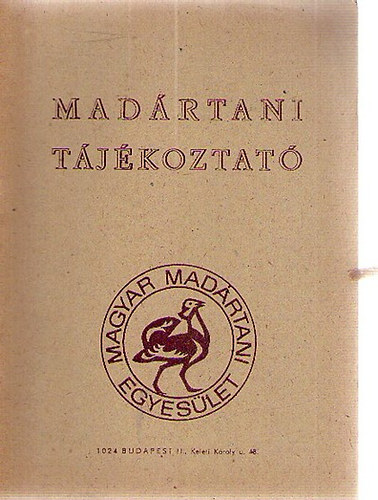 MADÁRTANI
TÁJÉKOZTATÓ
MAGYAR MADÁRTANI
EGYESÜLET
1024 BUDAPEST II., Keleti Károly u. 48.